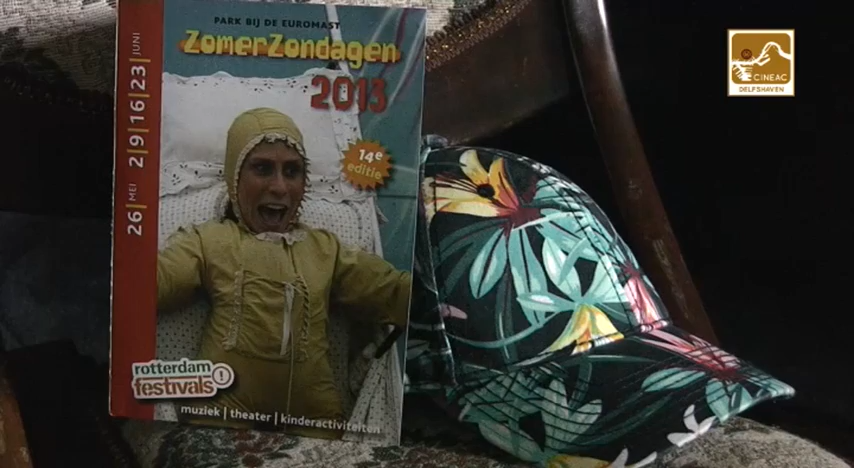 PARK BIJ DE EUROMAST
ZomerZondagen
2013
14e
editie
26 MEI 2|9|16|23| JUNI
rotterdam
festivals!
muziek | theater | kinderactiviteiten
CINEAC
DELFSHAVEN